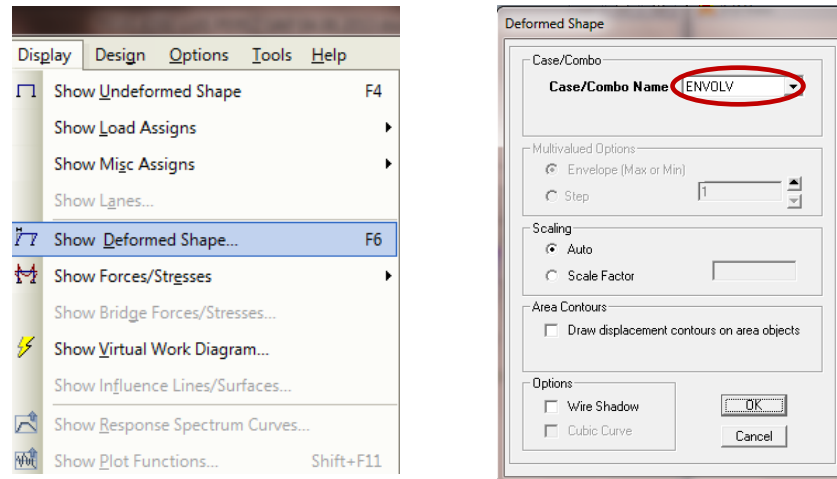 Display Design Options Tools Help
Show Undeformed Shape F4
Show Load Assigns
Show Misc Assigns
Show Lanes...
Show Deformed Shape... F6
Show Forces/Stresses
Show Bridge Forces/Stresses...
Show Virtual Work Diagram...
Show Influence Lines/Surfaces...
Show Response Spectrum Curves...
Show Plot Functions... Shift+F11
Deformed Shape
Case/Combo
Case/Combo Name ENVOLV
Multivalued Options
Envelope (Max or Min)
Step 1
Scaling
Auto
Scale Factor
Area Contours
Draw displacement contours on area objects
Options
Wire Shadow
Cubic Curve
OK
Cancel